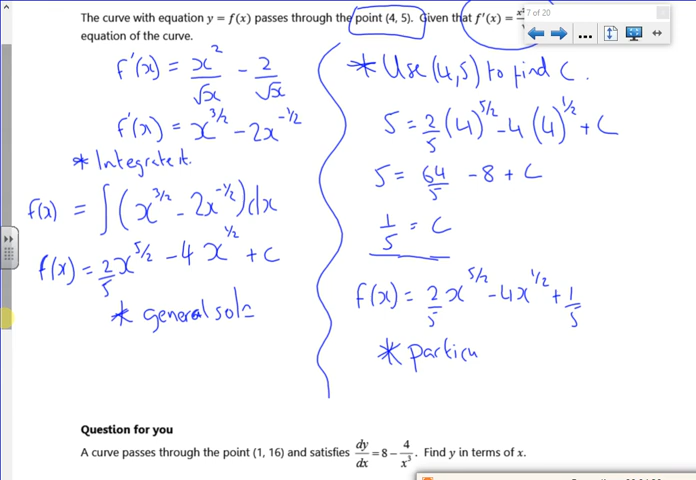 The curve with equation y = f(x) passes through the point (4, 5). Given that f'(x) = x²
7 of 20
equation of the curve.
f'(x) = x²/√x - 2/√x
f'(x) = x^(3/2) - 2x^(-1/2)
* Integrate it.
f(x) = ∫(x^(3/2) - 2x^(-1/2))dx
f(x) = 2/5 x^(5/2) - 4x^(1/2) + C
* general sol=
* Use (4,5) to find C.
5 = 2/5 (4)^(5/2) - 4(4)^(1/2) + C
5 = 64/5 - 8 + C
1/5 = C
f(x) = 2/5 x^(5/2) - 4x^(1/2) + 1/5
* particu
Question for you
A curve passes through the point (1, 16) and satisfies dy/dx = 8 - 4/x³. Find y in terms of x.